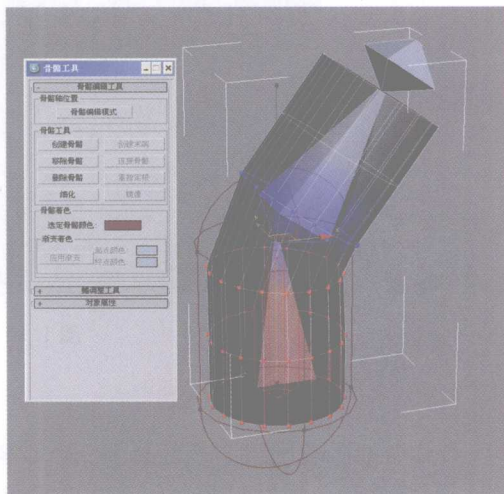 骨骼工具
骨骼编辑工具
骨骼轴位置
骨骼编辑模式
骨骼工具
创建骨骼 创建末端
移除骨骼 连接骨骼
删除骨骼 重指定根
细化 镜像
骨骼着色
选定骨骼颜色:
渐变着色
应用渐变 起点颜色:
终点颜色:
鳍调整工具
对象属性